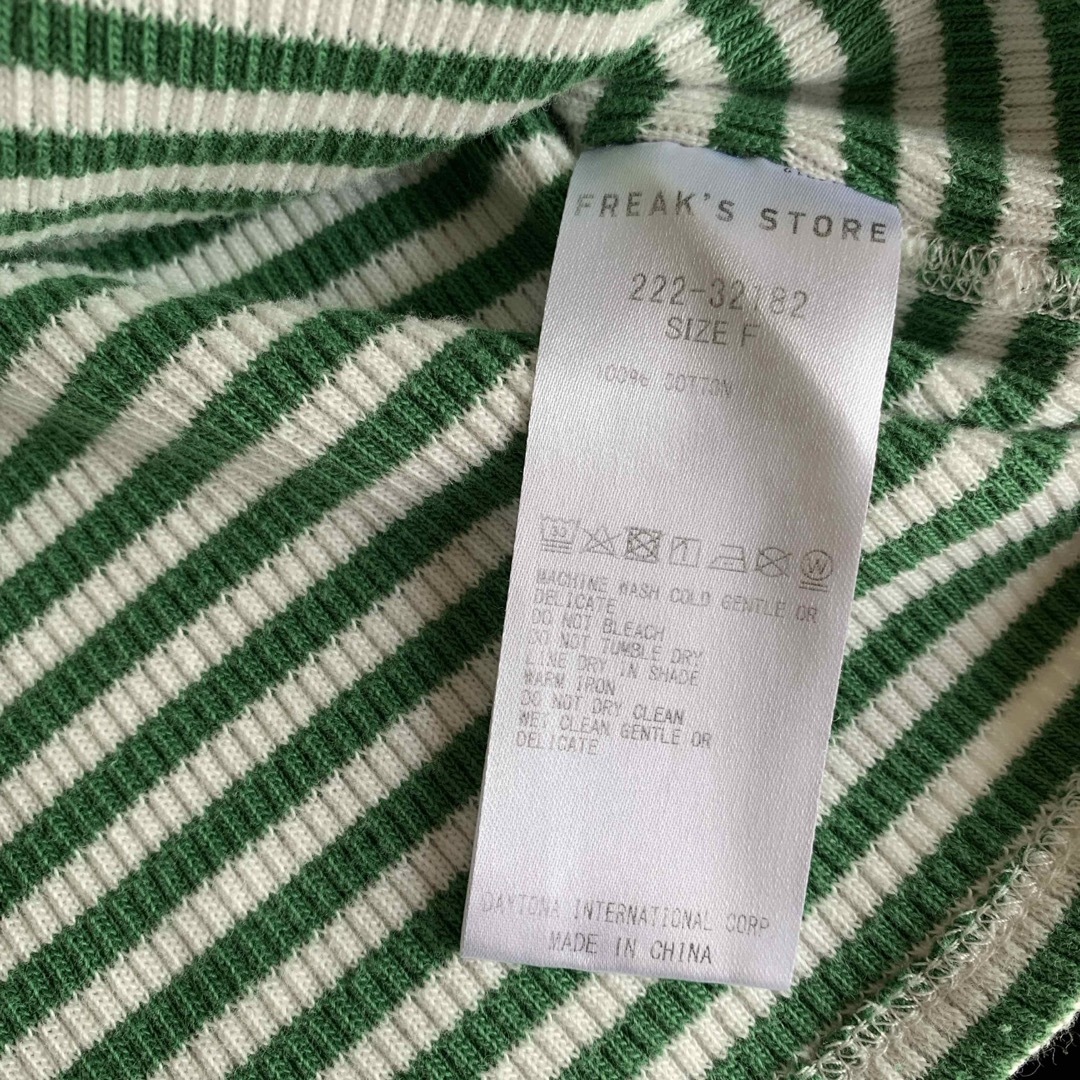 FREAK'S STORE
222-32182
SIZE F
100% COTTON
MACHINE WASH COLD GENTLE OR
DELICATE
DO NOT BLEACH
DO NOT TUMBLE DRY
LINE DRY IN SHADE
WARM IRON
DO NOT DRY CLEAN
WET CLEAN GENTLE OR
DELICATE
DAYTONA INTERNATIONAL CORP
MADE IN CHINA